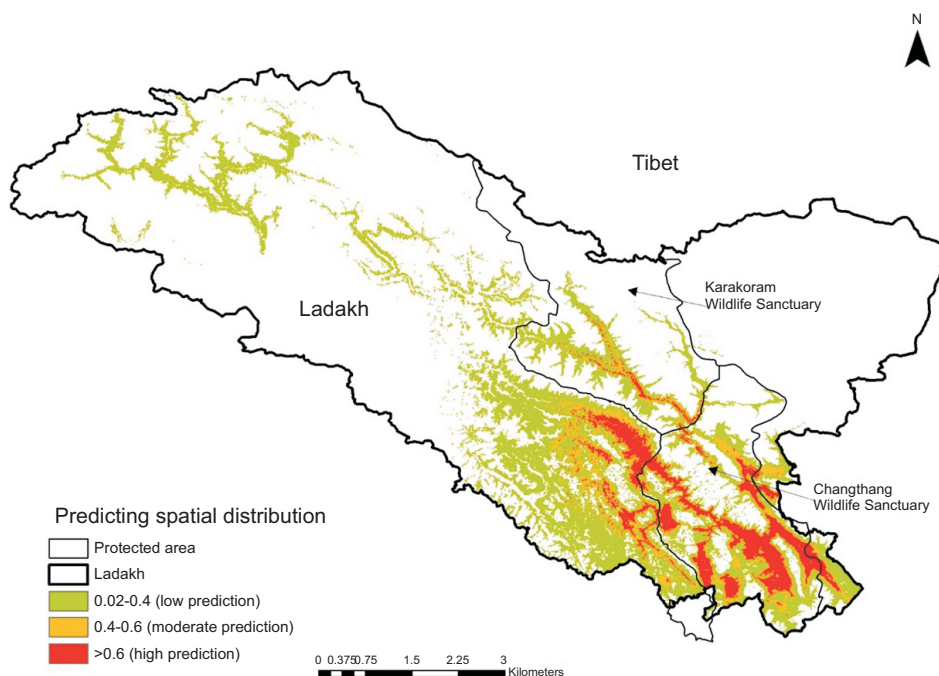 N
Tibet
Karakoram
Wildlife Sanctuary
Ladakh
Changthang
Wildlife Sanctuary
Predicting spatial distribution
Protected area
Ladakh
0.02-0.4 (low prediction)
0.4-0.6 (moderate prediction)
>0.6 (high prediction)
0 0.3750.75 1.5 2.25 3
Kilometers